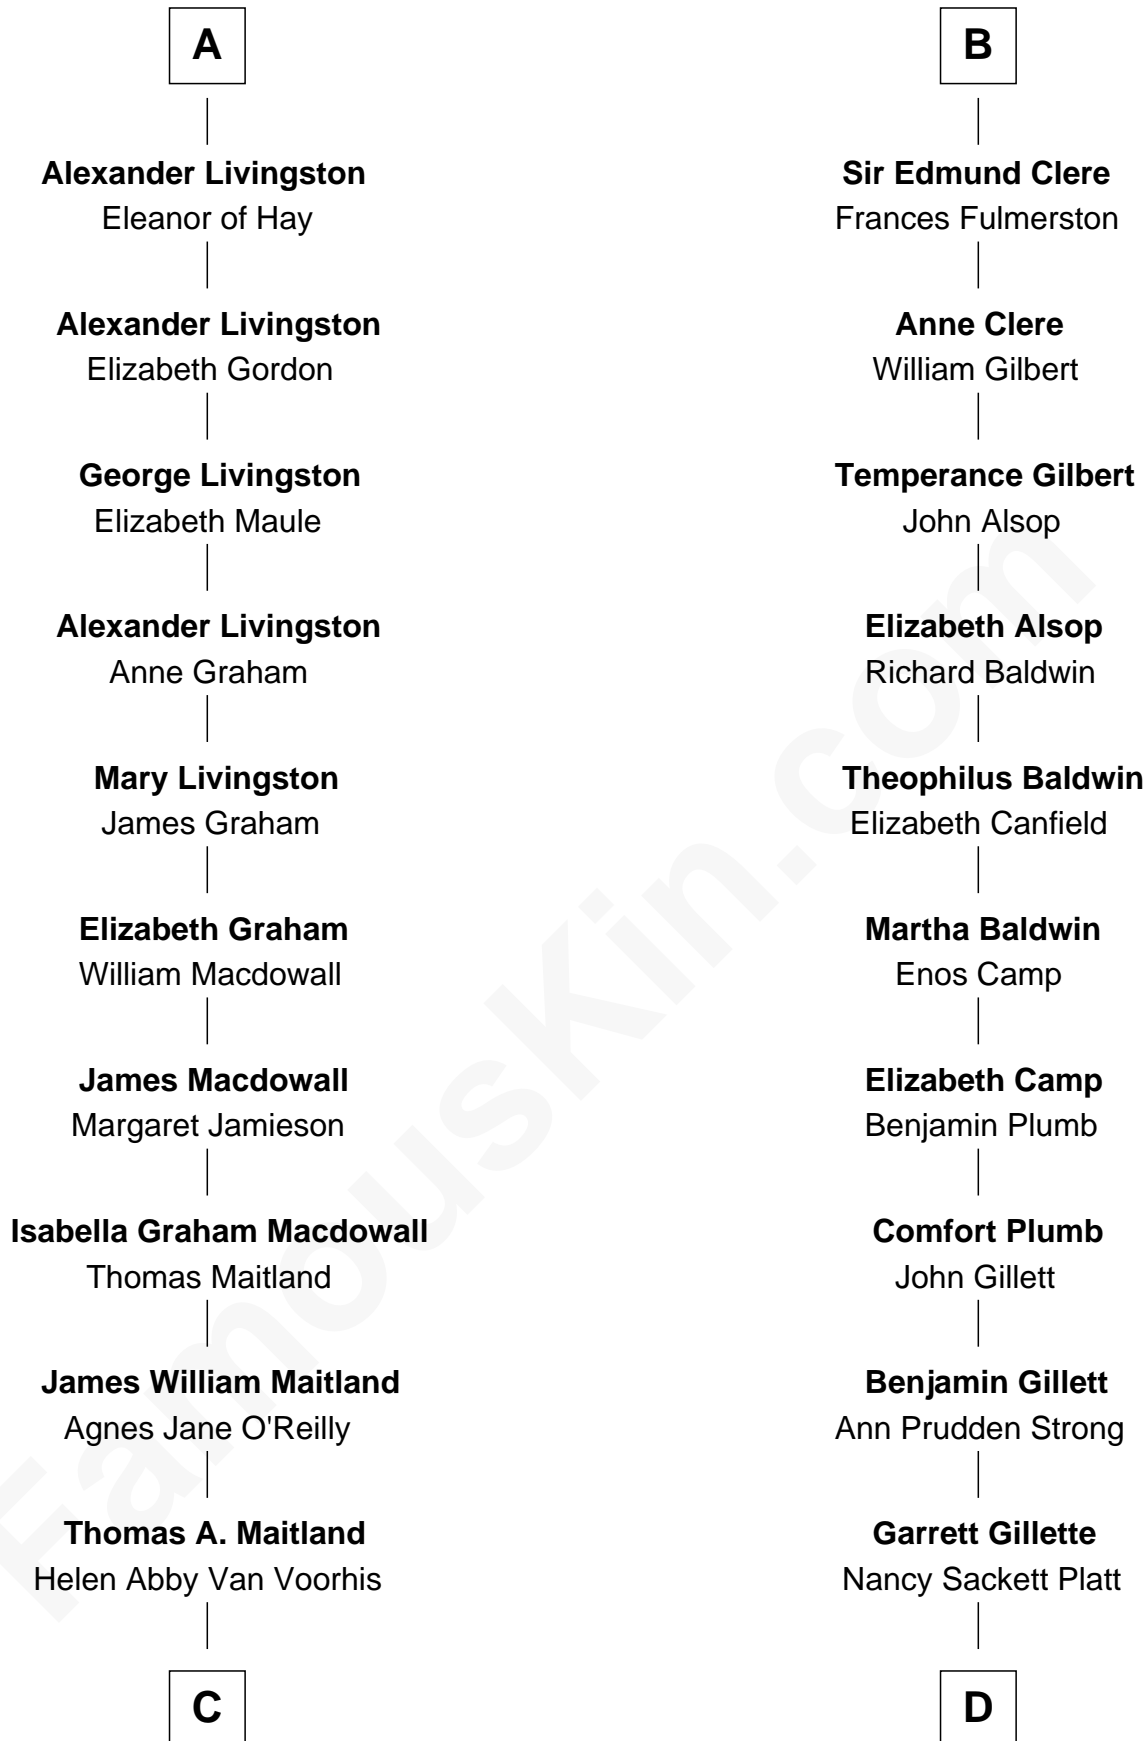 A
Alexander Livingston
Eleanor of Hay
Alexander Livingston
Elizabeth Gordon
George Livingston
Elizabeth Maule
Alexander Livingston
Anne Graham
Mary Livingston
James Graham
Elizabeth Graham
William Macdowall
James Macdowall
Margaret Jamieson
Isabella Graham Macdowall
Thomas Maitland
James William Maitland
Agnes Jane O'Reilly
Thomas A. Maitland
Helen Abby Van Voorhis
C
B
Sir Edmund Clere
Frances Fulmerston
Anne Clere
William Gilbert
Temperance Gilbert
John Alsop
Elizabeth Alsop
Richard Baldwin
Theophilus Baldwin
Elizabeth Canfield
Martha Baldwin
Enos Camp
Elizabeth Camp
Benjamin Plumb
Comfort Plumb
John Gillett
Benjamin Gillett
Ann Prudden Strong
Garrett Gillette
Nancy Sackett Platt
D
FamousKin.com